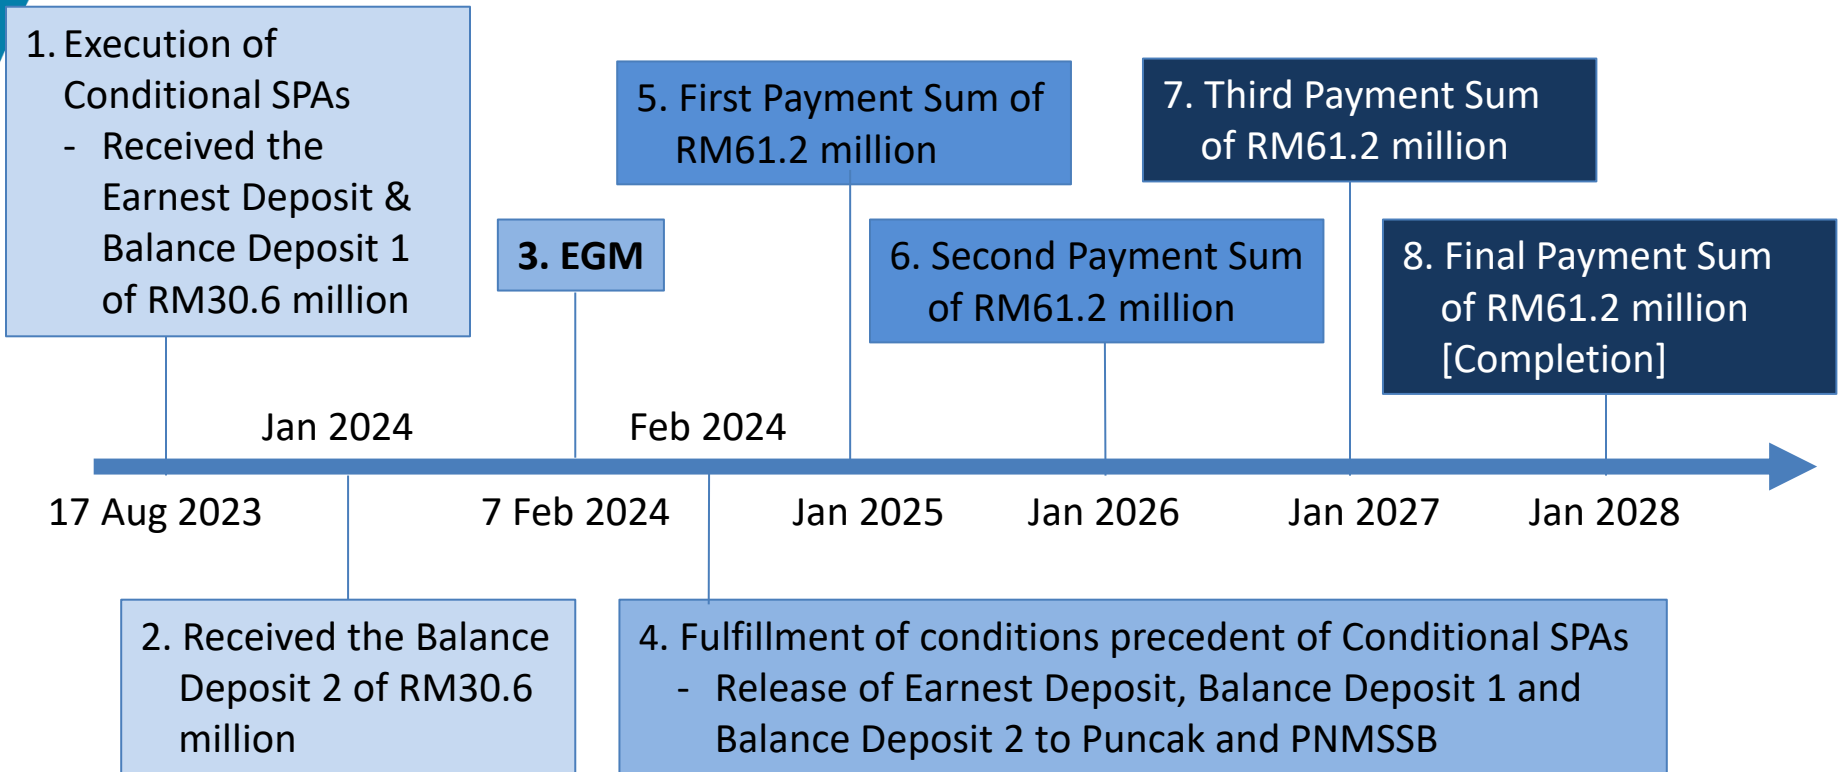 1. Execution of
Conditional SPAs
- Received the
Earnest Deposit &
Balance Deposit 1
of RM30.6 million
5. First Payment Sum of
RM61.2 million
7. Third Payment Sum
of RM61.2 million
3. EGM
6. Second Payment Sum
of RM61.2 million
8. Final Payment Sum
of RM61.2 million
[Completion]
Jan 2024
Feb 2024
17 Aug 2023
7 Feb 2024
Jan 2025
Jan 2026
Jan 2027
Jan 2028
2. Received the Balance
Deposit 2 of RM30.6
million
4. Fulfillment of conditions precedent of Conditional SPAs
- Release of Earnest Deposit, Balance Deposit 1 and
Balance Deposit 2 to Puncak and PNMSSB